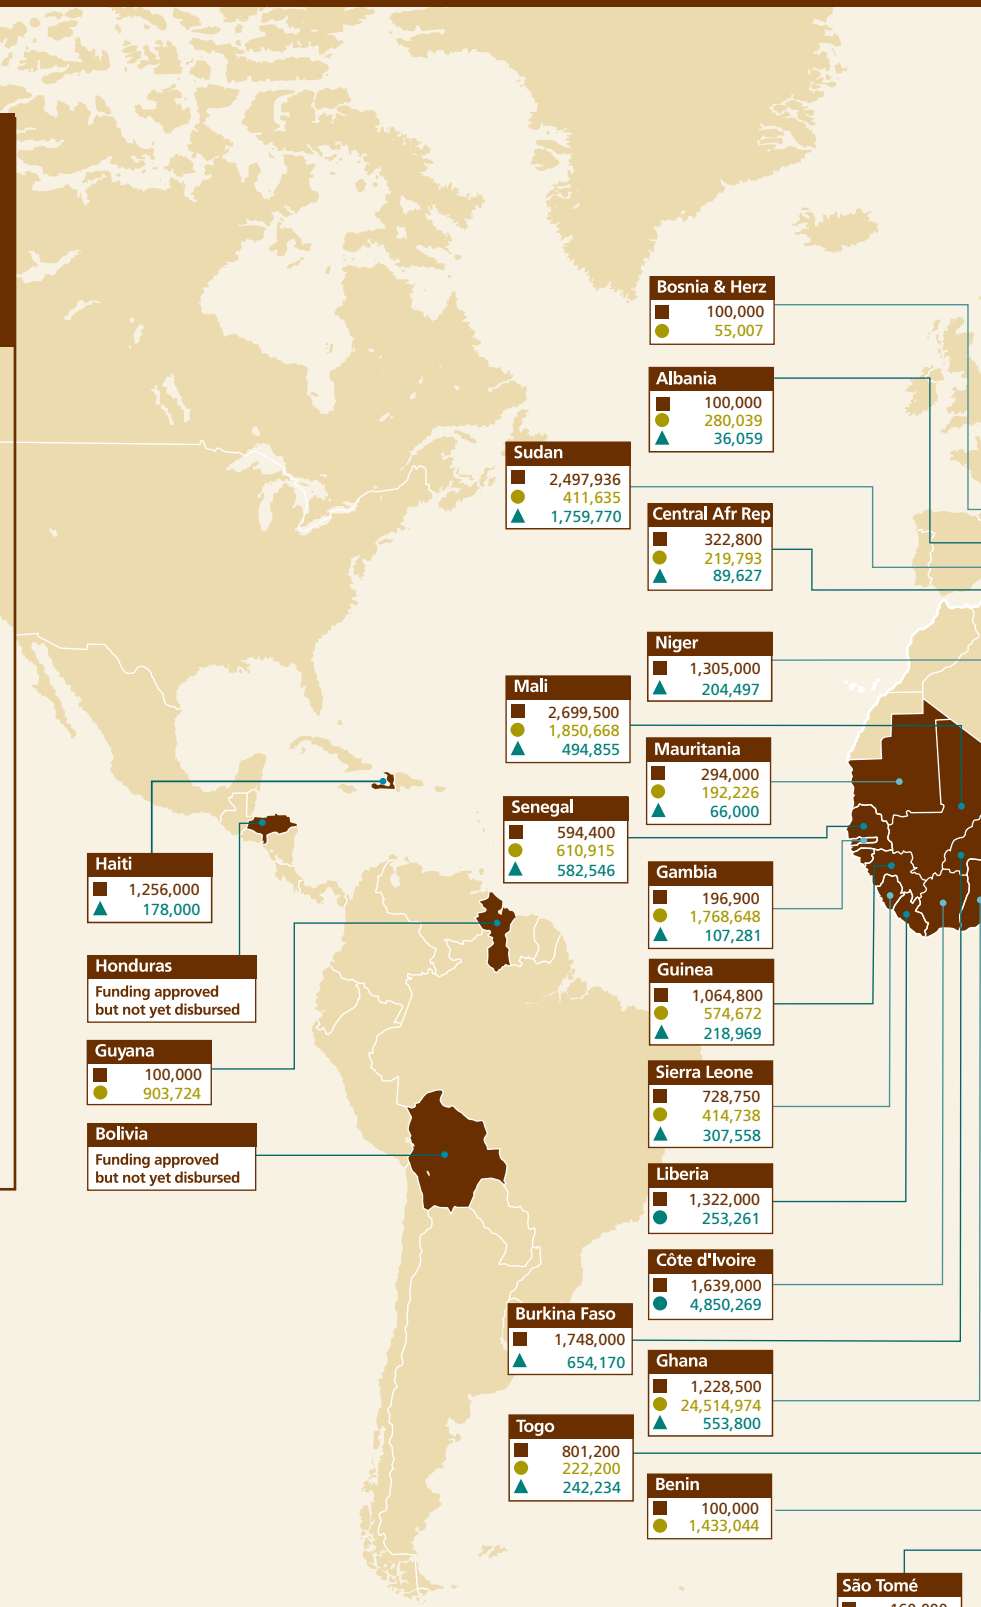 Bosnia & Herz
100,000
55,007
Albania
100,000
280,039
36,059
Sudan
2,497,936
411,635
1,759,770
Central Afr Rep
322,800
219,793
89,627
Niger
1,305,000
204,497
Mali
2,699,500
1,850,668
494,855
Mauritania
294,000
192,226
66,000
Senegal
594,400
610,915
582,546
Haiti
1,256,000
178,000
Gambia
196,900
1,768,648
107,281
Honduras
Funding approved
but not yet disbursed
Guinea
1,064,800
574,672
218,969
Guyana
100,000
903,724
Sierra Leone
728,750
414,738
307,558
Bolivia
Funding approved
but not yet disbursed
Liberia
1,322,000
253,261
Côte d'Ivoire
1,639,000
4,850,269
Burkina Faso
1,748,000
654,170
Ghana
1,228,500
24,514,974
553,800
Togo
801,200
222,200
242,234
Benin
100,000
1,433,044
São Tomé